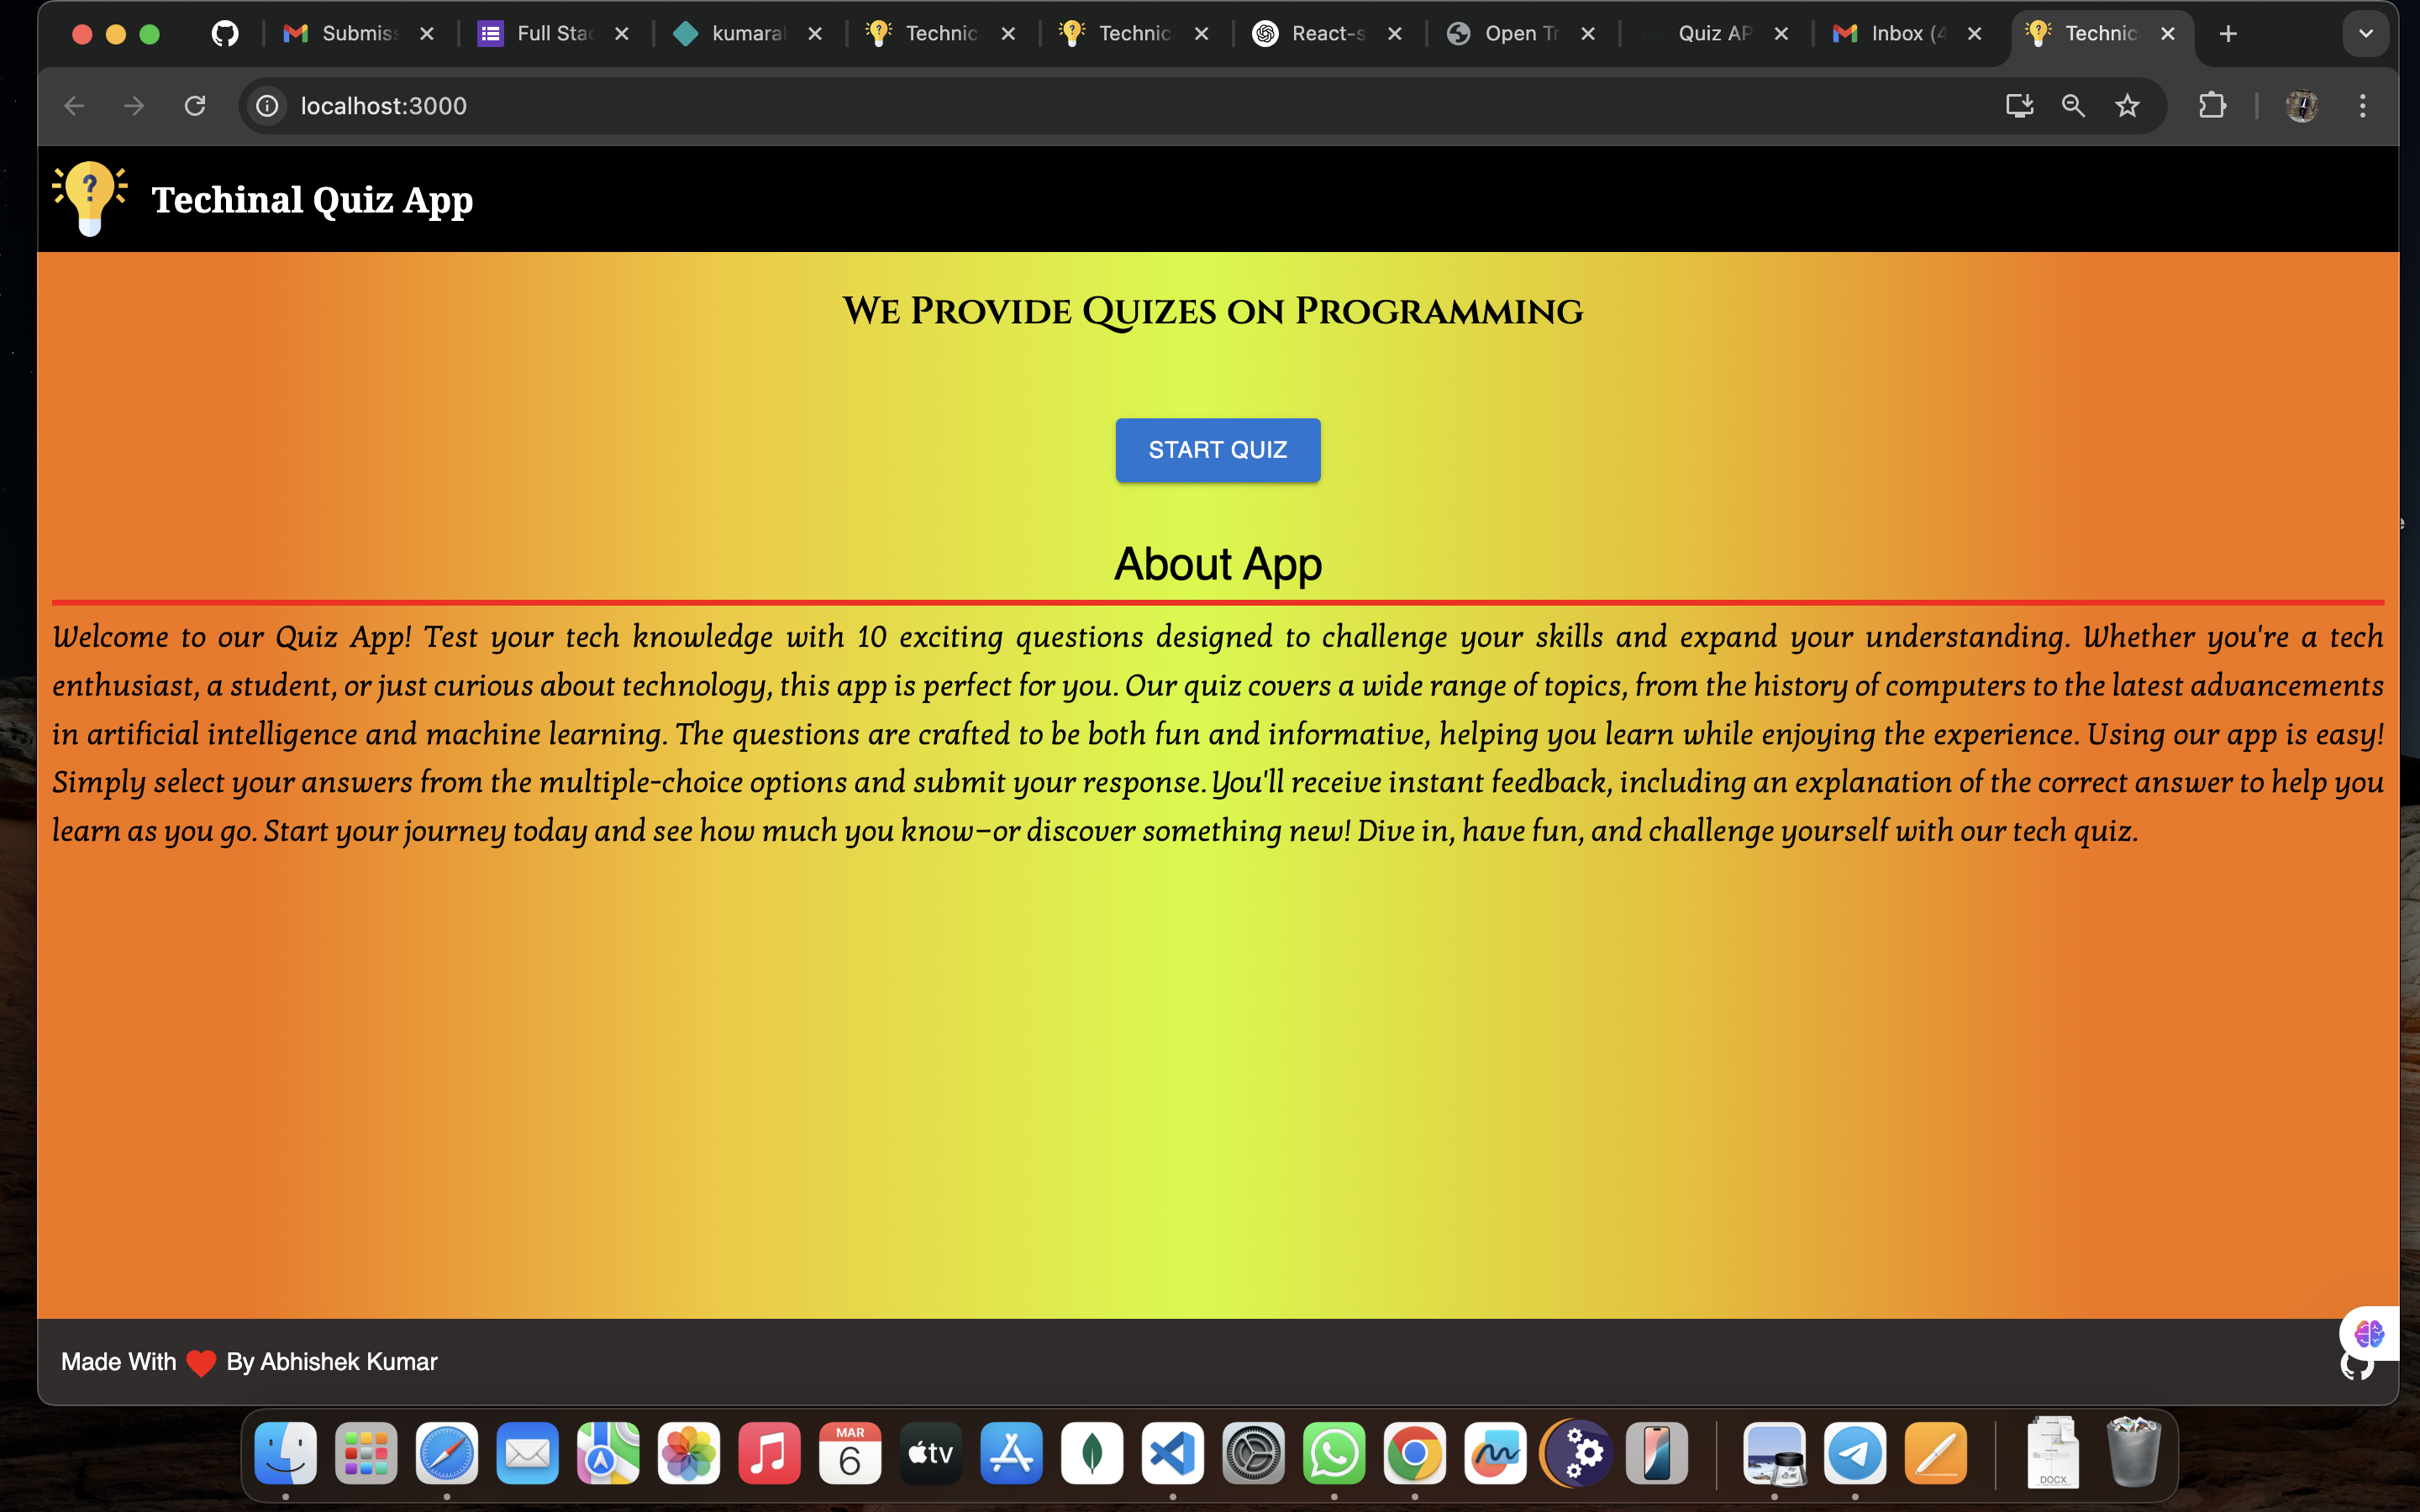 Submiss
Full Stac
kumaral
Technic
Technic
React-s
Open Tr
Quiz AP
Inbox (4
Technic
localhost:3000
Techinal Quiz App
We Provide Quizes on Programming
START QUIZ
About App
Welcome to our Quiz App! Test your tech knowledge with 10 exciting questions designed to challenge your skills and expand your understanding. Whether you're a tech
enthusiast, a student, or just curious about technology, this app is perfect for you. Our quiz covers a wide range of topics, from the history of computers to the latest advancements
in artificial intelligence and machine learning. The questions are crafted to be both fun and informative, helping you learn while enjoying the experience. Using our app is easy!
Simply select your answers from the multiple-choice options and submit your response. You'll receive instant feedback, including an explanation of the correct answer to help you
learn as you go. Start your journey today and see how much you know–or discover something new! Dive in, have fun, and challenge yourself with our tech quiz.
Made With ❤ By Abhishek Kumar
MAR
6
tv
DOCX